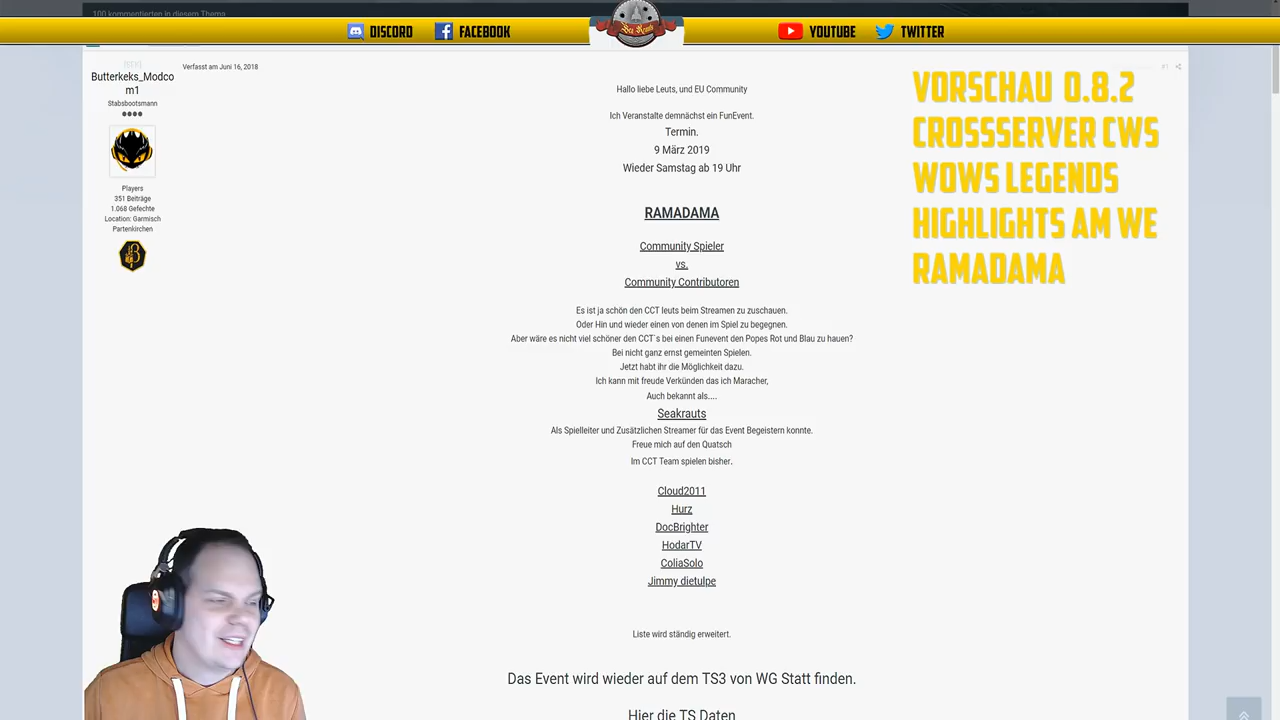 100 kommentierten in diesem Thema
DISCORD
FACEBOOK
Sea Krauts
YOUTUBE
TWITTER
Butterkeks_Modco
m1
Stabsbootsmann
Players
351 Beiträge
1.068 Gefechte
Location: Garmisch
Partenkirchen
Verfasst am Juni 16, 2018
#1
Hallo liebe Leuts, und EU Community
Ich Veranstalte demnächst ein FunEvent.
Termin.
9 März 2019
Wieder Samstag ab 19 Uhr
RAMADAMA
Community Spieler
vs.
Community Contributoren
Es ist ja schön den CCT leuts beim Streamen zu zuschauen.
Oder Hin und wieder einen von denen im Spiel zu begegnen.
Aber wäre es nicht viel schöner den CCT`s bei einen Funevent den Popes Rot und Blau zu hauen?
Bei nicht ganz ernst gemeinten Spielen.
Jetzt habt ihr die Möglichkeit dazu.
Ich kann mit freude Verkünden das ich Maracher,
Auch bekannt als....
Seakrauts
Als Spielleiter und Zusätzlichen Streamer für das Event Begeistern konnte.
Freue mich auf den Quatsch
Im CCT Team spielen bisher.
Cloud2011
Hurz
DocBrighter
HodarTV
ColiaSolo
Jimmy dietulpe
Liste wird ständig erweitert.
Das Event wird wieder auf dem TS3 von WG Statt finden.
Hier die TS Daten
VORSCHAU 0.8.2
CROSSSERVER CWS
WOWS LEGENDS
HIGHLIGHTS AM WE
RAMADAMA